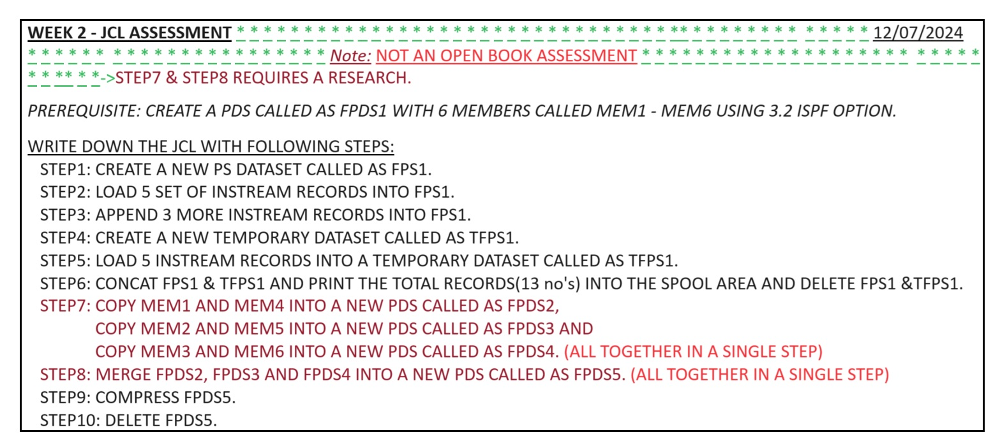 WEEK 2 - JCL ASSESSMENT * * * * * * * * * * * * * * * * * * * * * * * * * * * * * * * * ** * * * * * * * *  * * * * * 12/07/2024
* * * * * *  * * * * * * * * * * * * * * * * Note: NOT AN OPEN BOOK ASSESSMENT * * * * * * * * * * * * * * * * * * * *  * * * * *
* * ** * *->STEP7 & STEP8 REQUIRES A RESEARCH.
PREREQUISITE: CREATE A PDS CALLED AS FPDS1 WITH 6 MEMBERS CALLED MEM1 - MEM6 USING 3.2 ISPF OPTION.
WRITE DOWN THE JCL WITH FOLLOWING STEPS:
STEP1: CREATE A NEW PS DATASET CALLED AS FPS1.
STEP2: LOAD 5 SET OF INSTREAM RECORDS INTO FPS1.
STEP3: APPEND 3 MORE INSTREAM RECORDS INTO FPS1.
STEP4: CREATE A NEW TEMPORARY DATASET CALLED AS TFPS1.
STEP5: LOAD 5 INSTREAM RECORDS INTO A TEMPORARY DATASET CALLED AS TFPS1.
STEP6: CONCAT FPS1 & TFPS1 AND PRINT THE TOTAL RECORDS(13 no's) INTO THE SPOOL AREA AND DELETE FPS1 &TFPS1.
STEP7: COPY MEM1 AND MEM4 INTO A NEW PDS CALLED AS FPDS2,
COPY MEM2 AND MEM5 INTO A NEW PDS CALLED AS FPDS3 AND
COPY MEM3 AND MEM6 INTO A NEW PDS CALLED AS FPDS4. (ALL TOGETHER IN A SINGLE STEP)
STEP8: MERGE FPDS2, FPDS3 AND FPDS4 INTO A NEW PDS CALLED AS FPDS5. (ALL TOGETHER IN A SINGLE STEP)
STEP9: COMPRESS FPDS5.
STEP10: DELETE FPDS5.